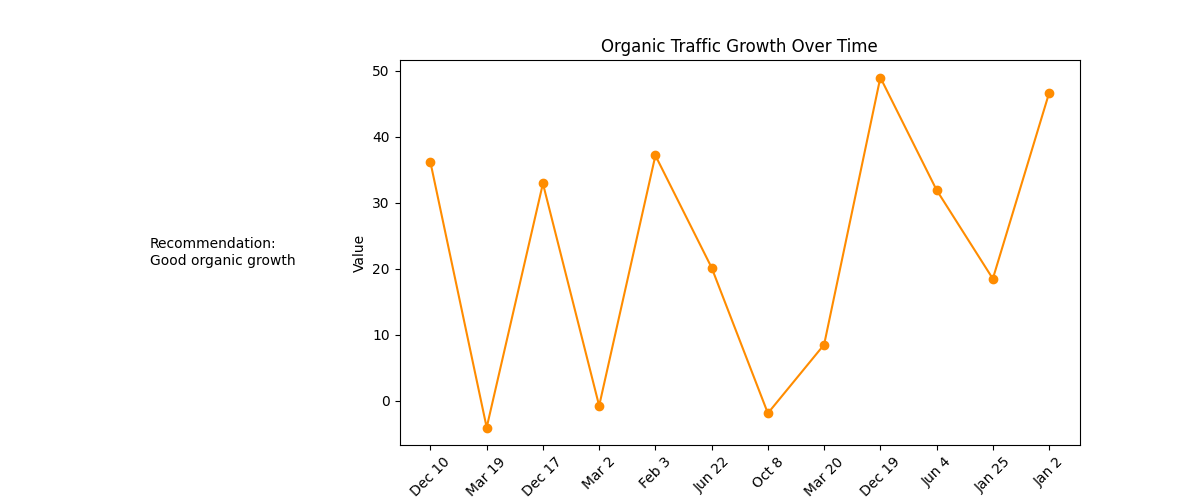 Organic Traffic Growth Over Time
Recommendation:
Good organic growth
Value
50
40
30
20
10
0
Dec 10
Mar 19
Dec 17
Mar 2
Feb 3
Jun 22
Oct 8
Mar 20
Dec 19
Jun 4
Jan 25
Jan 2